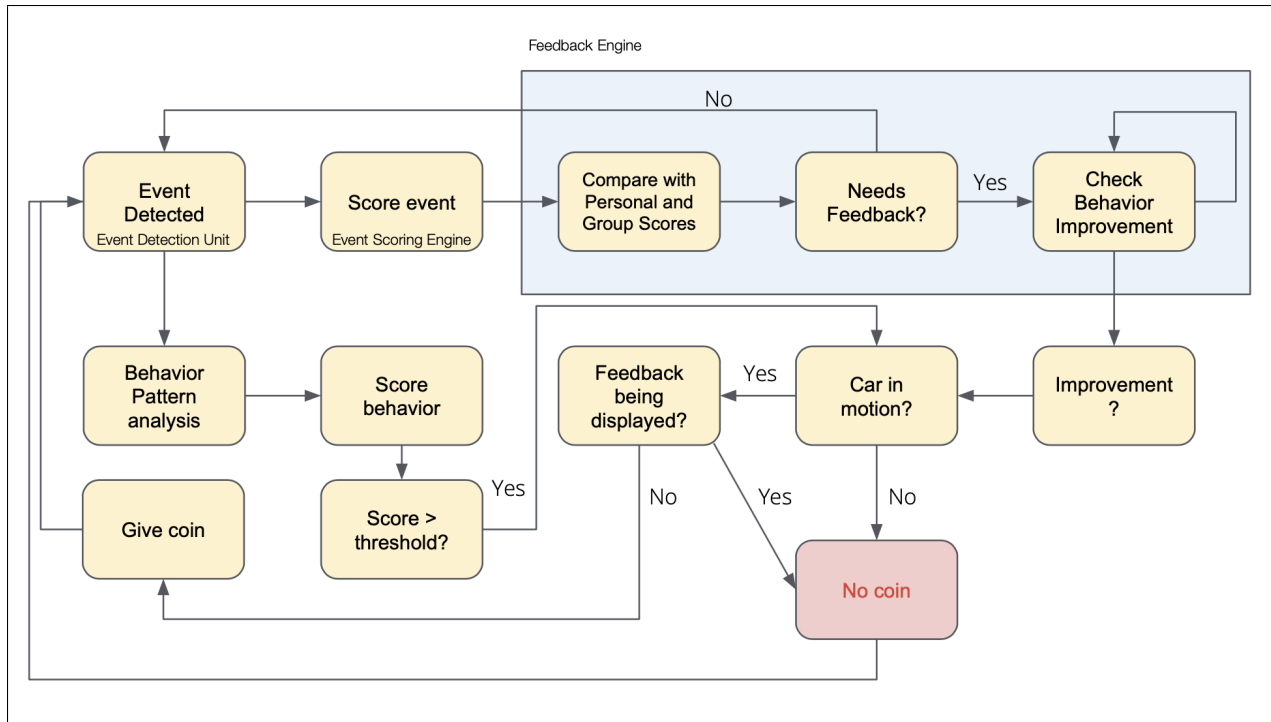 Feedback Engine
No
Event
Detected
Event Detection Unit
Score event
Event Scoring Engine
Compare with
Personal and
Group Scores
Needs
Feedback?
Yes
Check
Behavior
Improvement
Behavior
Pattern
analysis
Score
behavior
Feedback
being
displayed?
Yes
Car in
motion?
Improvement
?
Give coin
Score >
threshold?
Yes
No
Yes
No
No coin